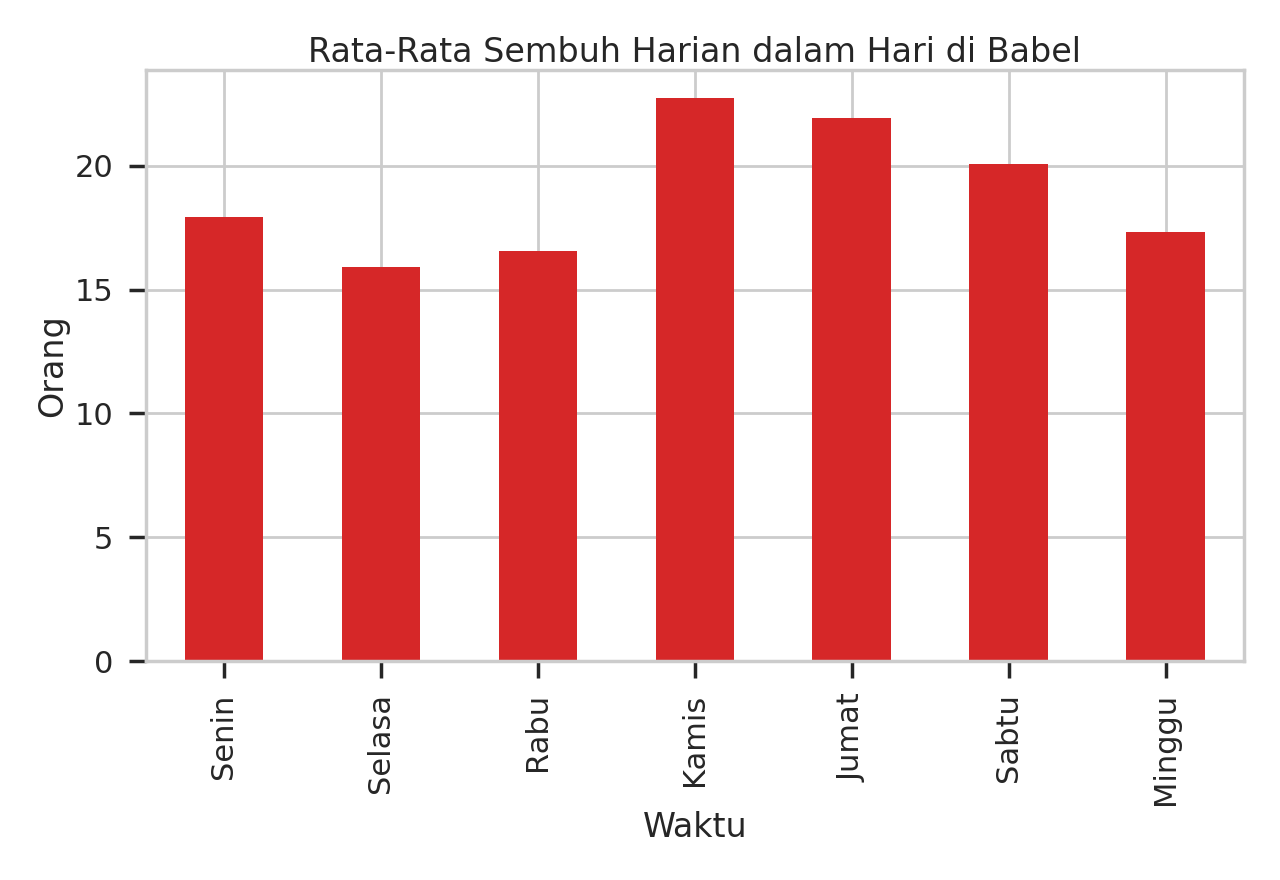 Rata-Rata Sembuh Harian dalam Hari di Babel
Orang
20
15
10
5
0
Senin
Selasa
Rabu
Kamis
Jumat
Sabtu
Minggu
Waktu